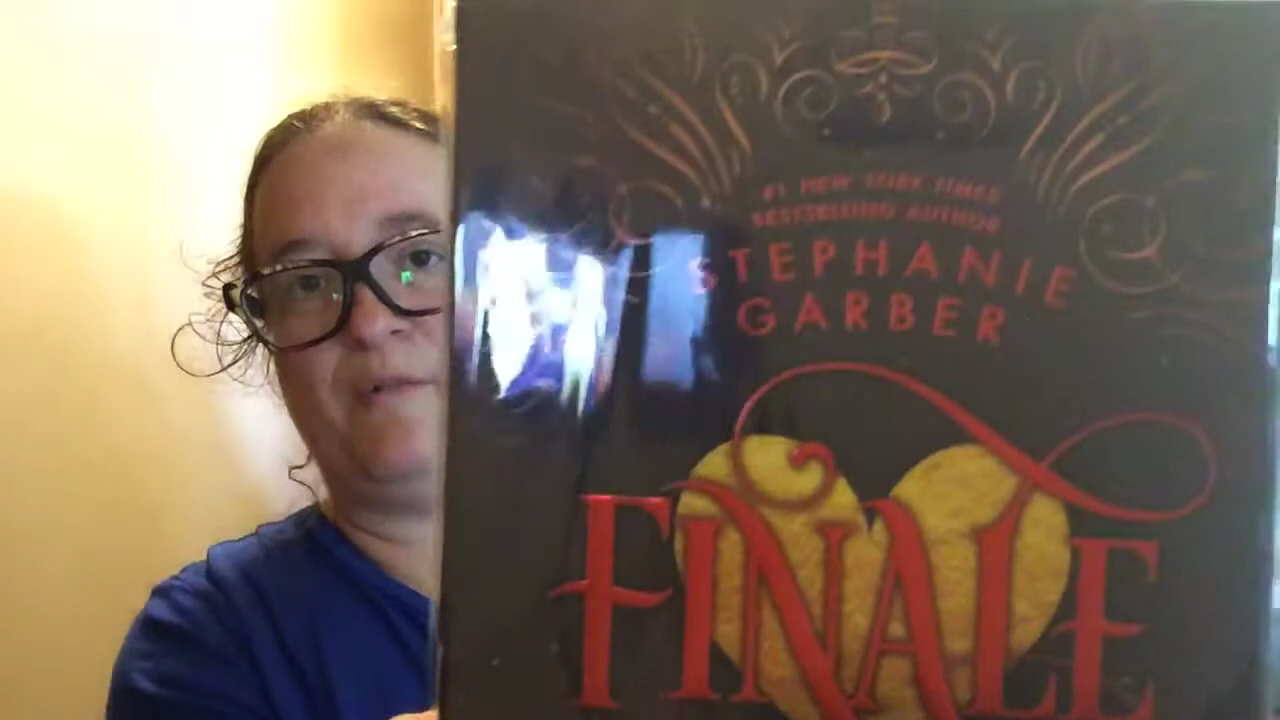 #1 NEW YORK TIMES
BESTSELLING AUTHOR
STEPHANIE
GARBER
FINALE